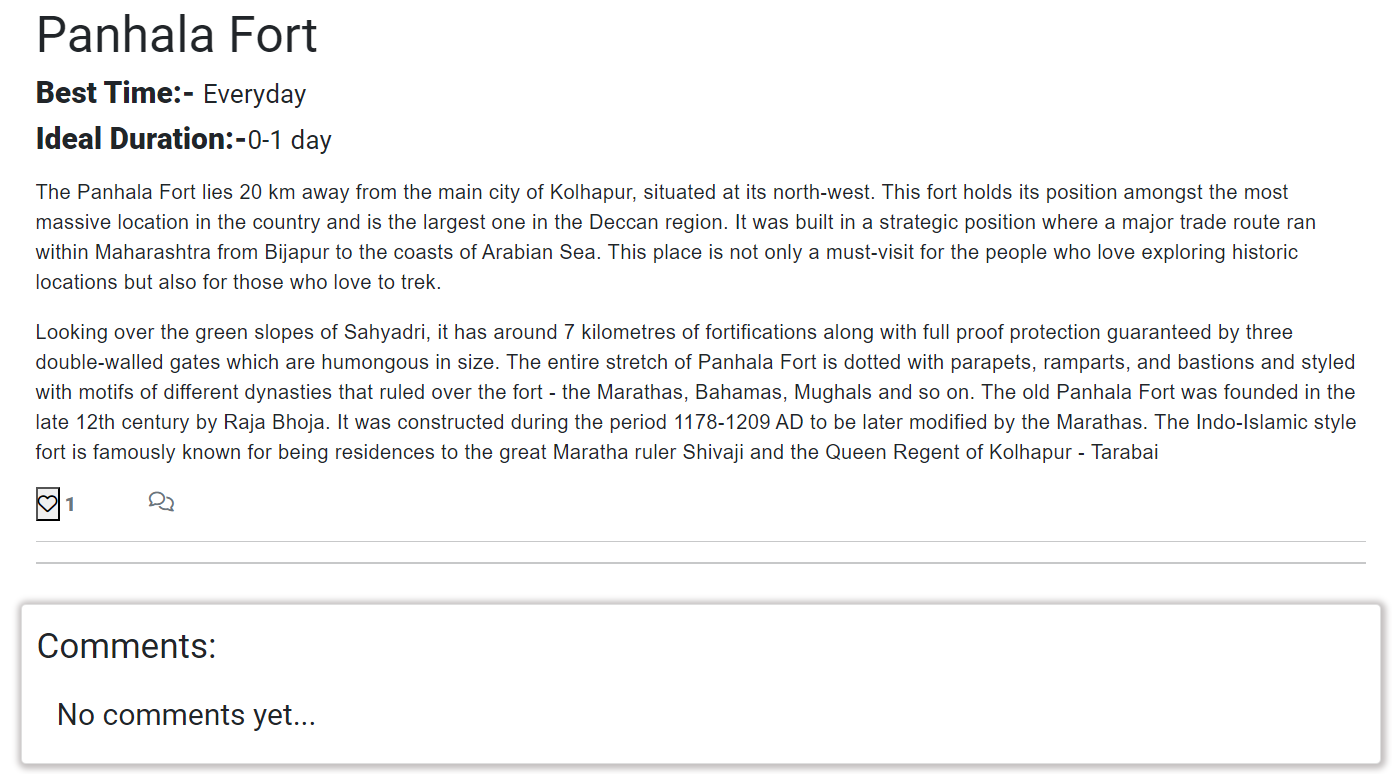 Panhala Fort
Best Time:- Everyday
Ideal Duration:-0-1 day
The Panhala Fort lies 20 km away from the main city of Kolhapur, situated at its north-west. This fort holds its position amongst the most
massive location in the country and is the largest one in the Deccan region. It was built in a strategic position where a major trade route ran
within Maharashtra from Bijapur to the coasts of Arabian Sea. This place is not only a must-visit for the people who love exploring historic
locations but also for those who love to trek.
Looking over the green slopes of Sahyadri, it has around 7 kilometres of fortifications along with full proof protection guaranteed by three
double-walled gates which are humongous in size. The entire stretch of Panhala Fort is dotted with parapets, ramparts, and bastions and styled
with motifs of different dynasties that ruled over the fort - the Marathas, Bahamas, Mughals and so on. The old Panhala Fort was founded in the
late 12th century by Raja Bhoja. It was constructed during the period 1178-1209 AD to be later modified by the Marathas. The Indo-Islamic style
fort is famously known for being residences to the great Maratha ruler Shivaji and the Queen Regent of Kolhapur - Tarabai
1
Comments:
No comments yet...